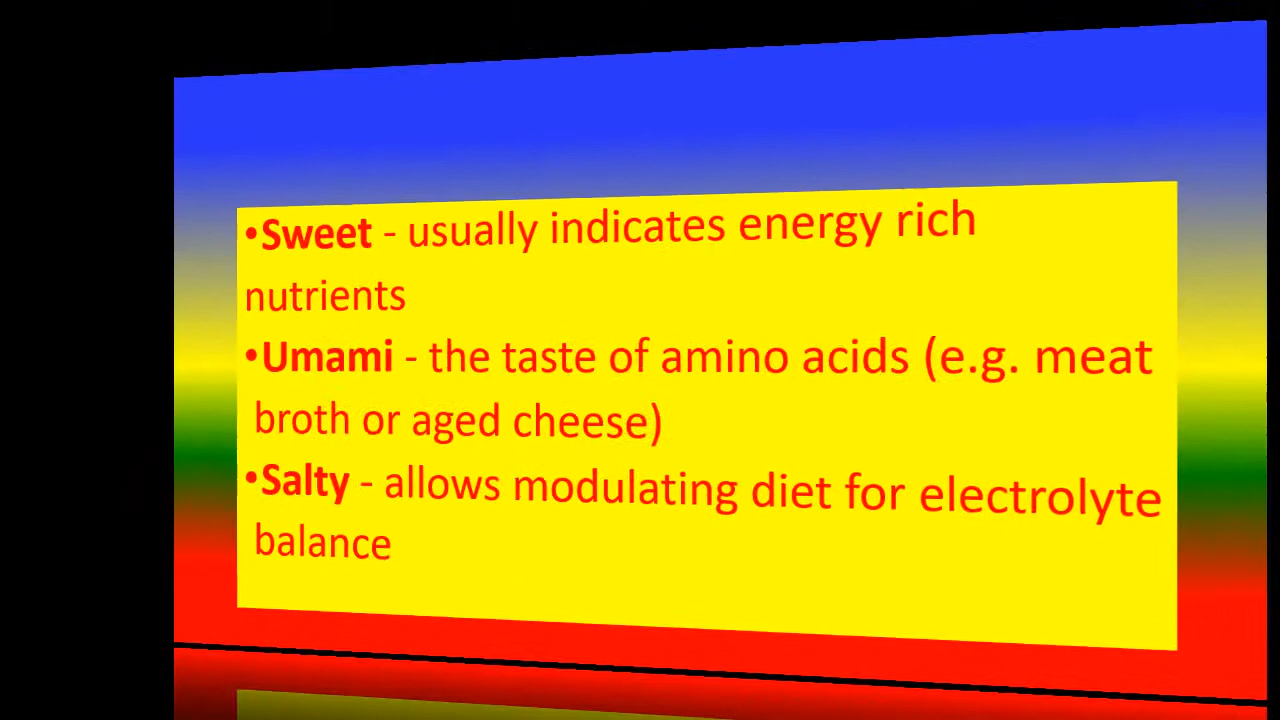 •Sweet - usually indicates energy rich
nutrients
•Umami - the taste of amino acids (e.g. meat
broth or aged cheese)
•Salty - allows modulating diet for electrolyte
balance